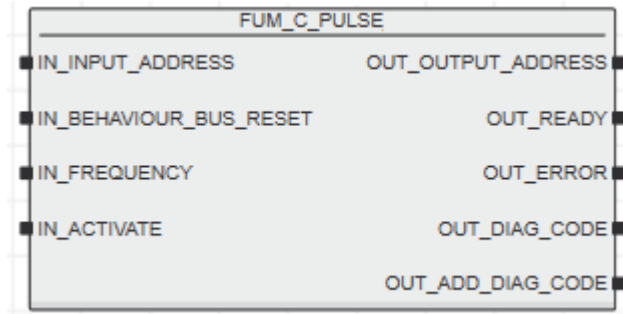 FUM_C_PULSE
IN_INPUT_ADDRESS OUT_OUTPUT_ADDRESS
IN_BEHAVIOUR_BUS_RESET OUT_READY
IN_FREQUENCY OUT_ERROR
IN_ACTIVATE OUT_DIAG_CODE
OUT_ADD_DIAG_CODE